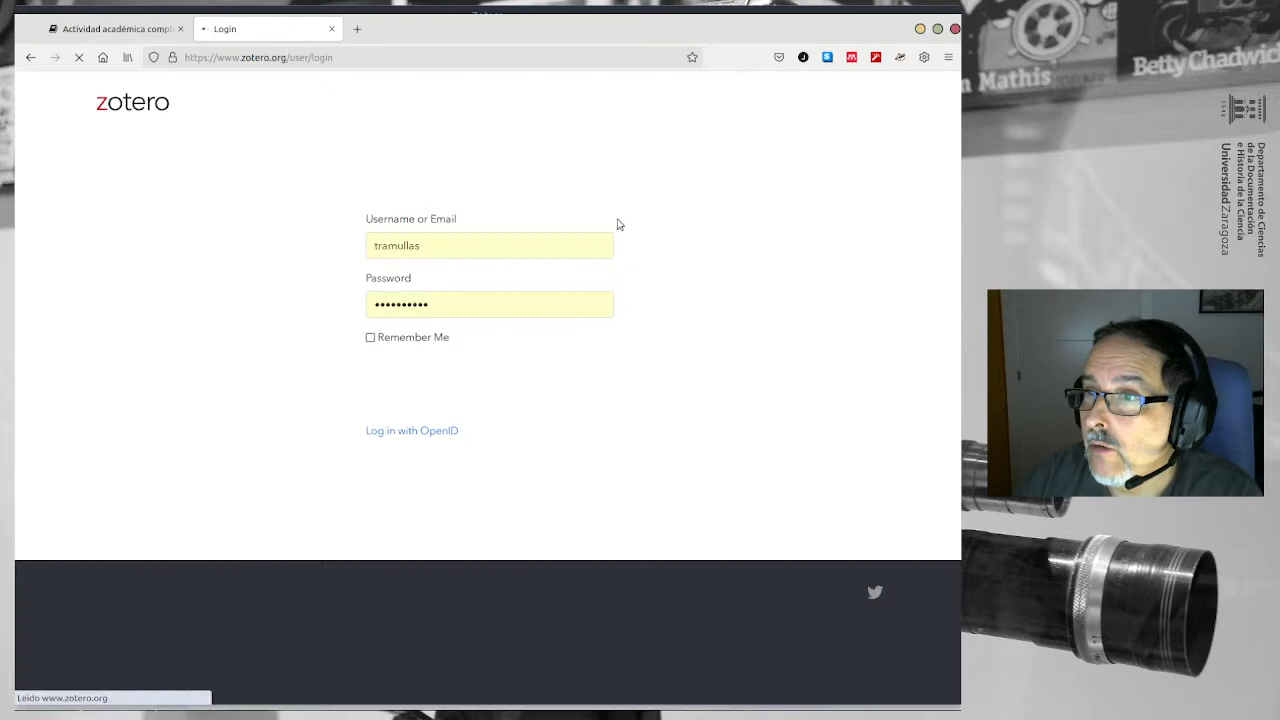 Zotero
Actividad académica compl
Login
https://www.zotero.org/user/login
zotero
Username or Email
tramullas
Password
••••••••••
Remember Me
Log in with OpenID
Leído www.zotero.org
Mathis
Betty Chadwic
1542
Departamento de Ciencias
de la Documentación
e Historia de la Ciencia
Universidad Zaragoza